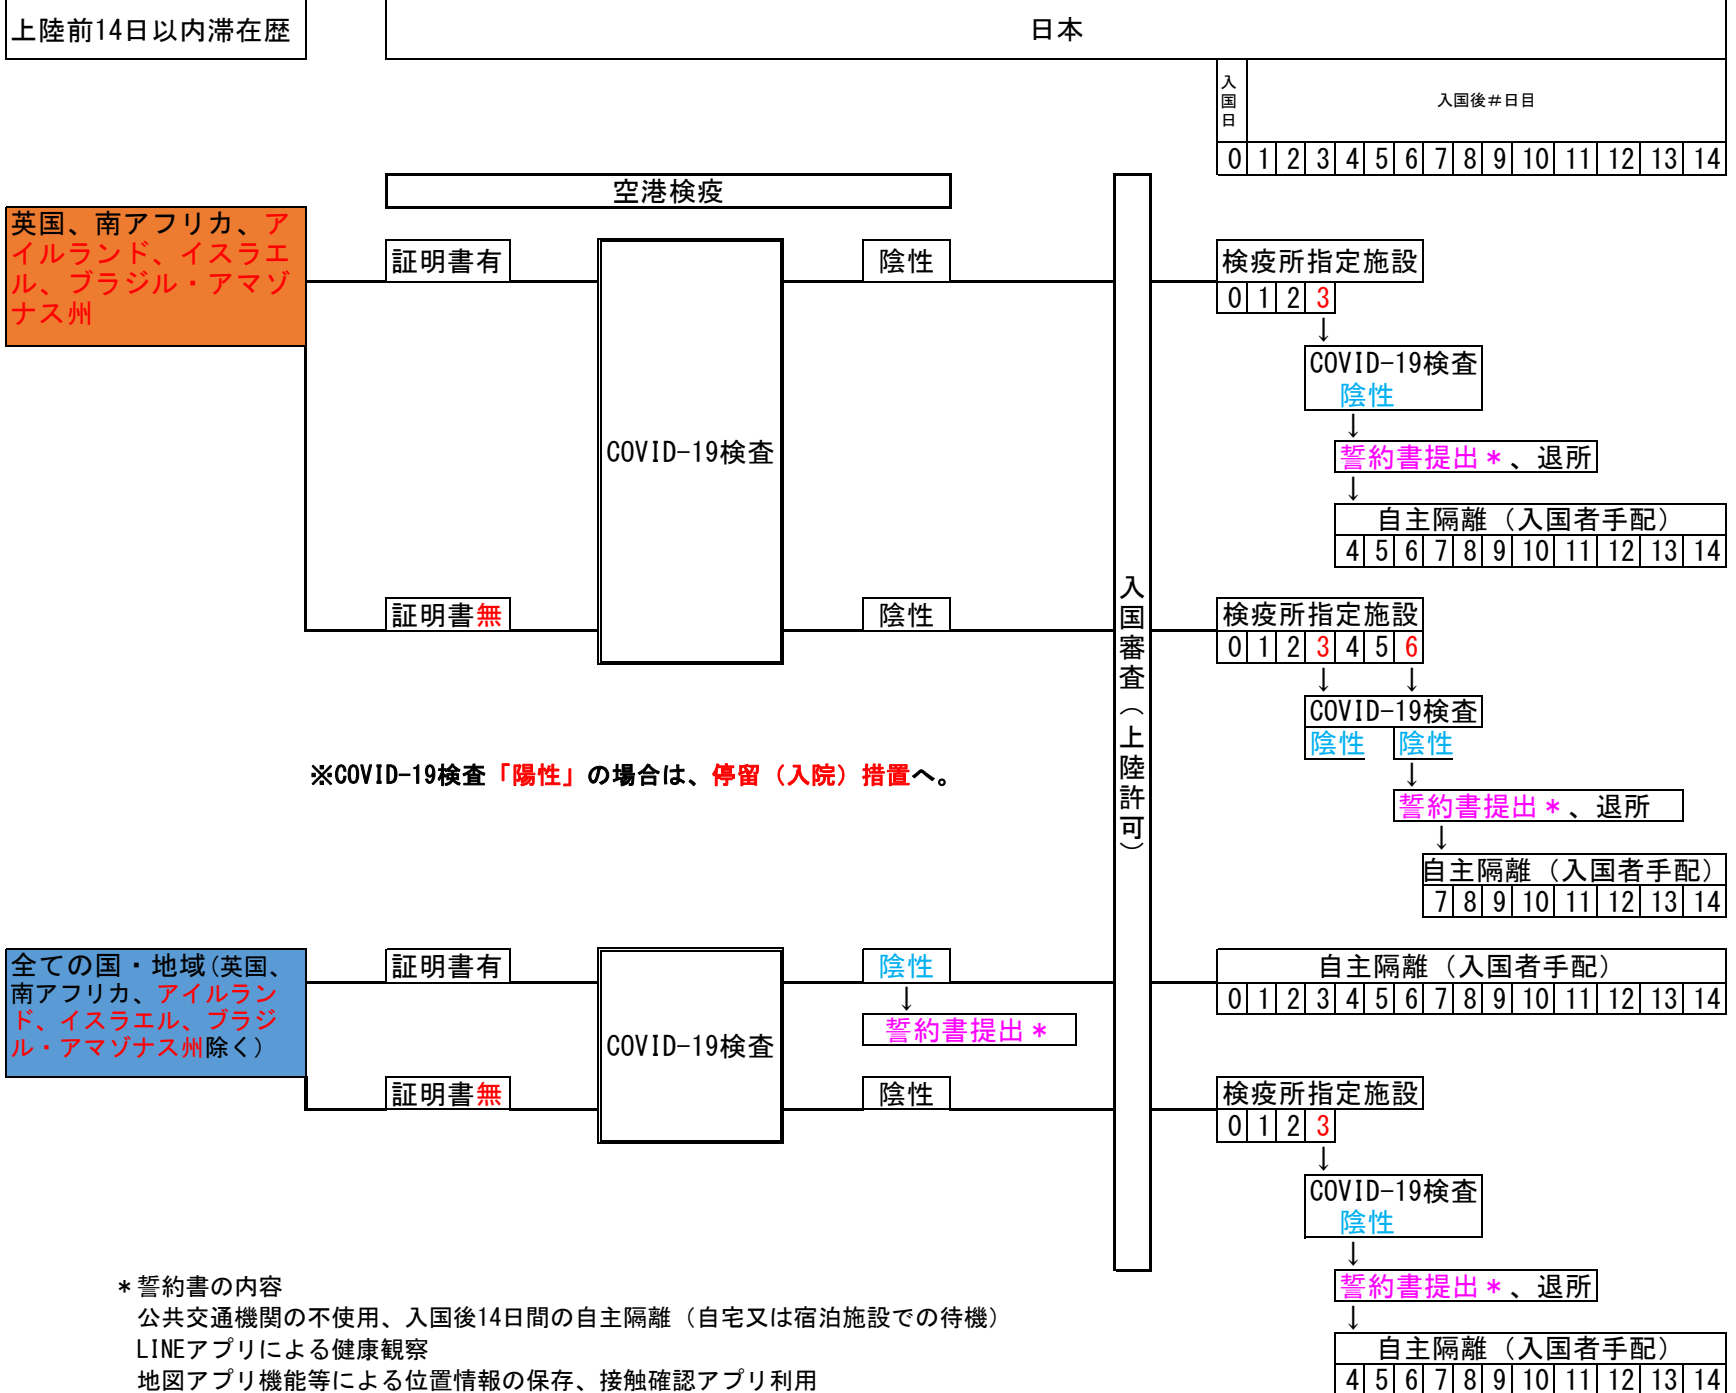 上陸前14日以内滞在歴
日本
入国日
入国後＃日目
0 1 2 3 4 5 6 7 8 9 10 11 12 13 14
空港検疫
英国、南アフリカ、ア
イルランド、イスラエ
ル、ブラジル・アマゾ
ナス州
証明書有
COVID-19検査
陰性
入国審査（上陸許可）
検疫所指定施設
0 1 2 3
↓
COVID-19検査
陰性
↓
誓約書提出＊、退所
↓
自主隔離（入国者手配）
4 5 6 7 8 9 10 11 12 13 14
証明書無
陰性
検疫所指定施設
0 1 2 3 4 5 6
↓ ↓
COVID-19検査
陰性 陰性
↓
誓約書提出＊、退所
↓
自主隔離（入国者手配）
7 8 9 10 11 12 13 14
※COVID-19検査「陽性」の場合は、停留（入院）措置へ。
全ての国・地域(英国、
南アフリカ、アイルラン
ド、イスラエル、ブラジ
ル・アマゾナス州除く)
証明書有
COVID-19検査
陰性
↓
誓約書提出＊
自主隔離（入国者手配）
0 1 2 3 4 5 6 7 8 9 10 11 12 13 14
証明書無
陰性
検疫所指定施設
0 1 2 3
↓
COVID-19検査
陰性
↓
誓約書提出＊、退所
↓
自主隔離（入国者手配）
4 5 6 7 8 9 10 11 12 13 14
＊誓約書の内容
公共交通機関の不使用、入国後14日間の自主隔離（自宅又は宿泊施設での待機）
LINEアプリによる健康観察
地図アプリ機能等による位置情報の保存、接触確認アプリ利用